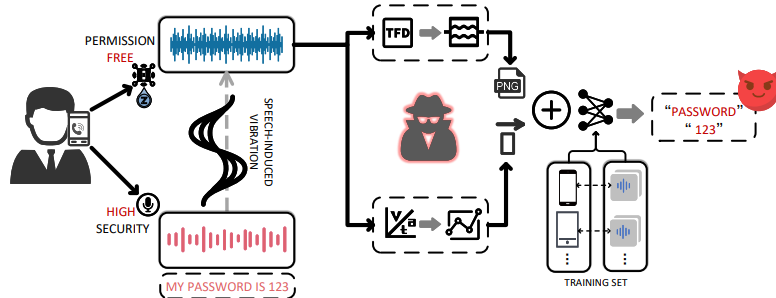 PERMISSION
FREE
Z
HIGH
SECURITY
SPEECH-INDUCED
VIBRATION
MY PASSWORD IS 123
TFD
V
a
t
PNG
“PASSWORD”
“ 123”
TRAINING SET